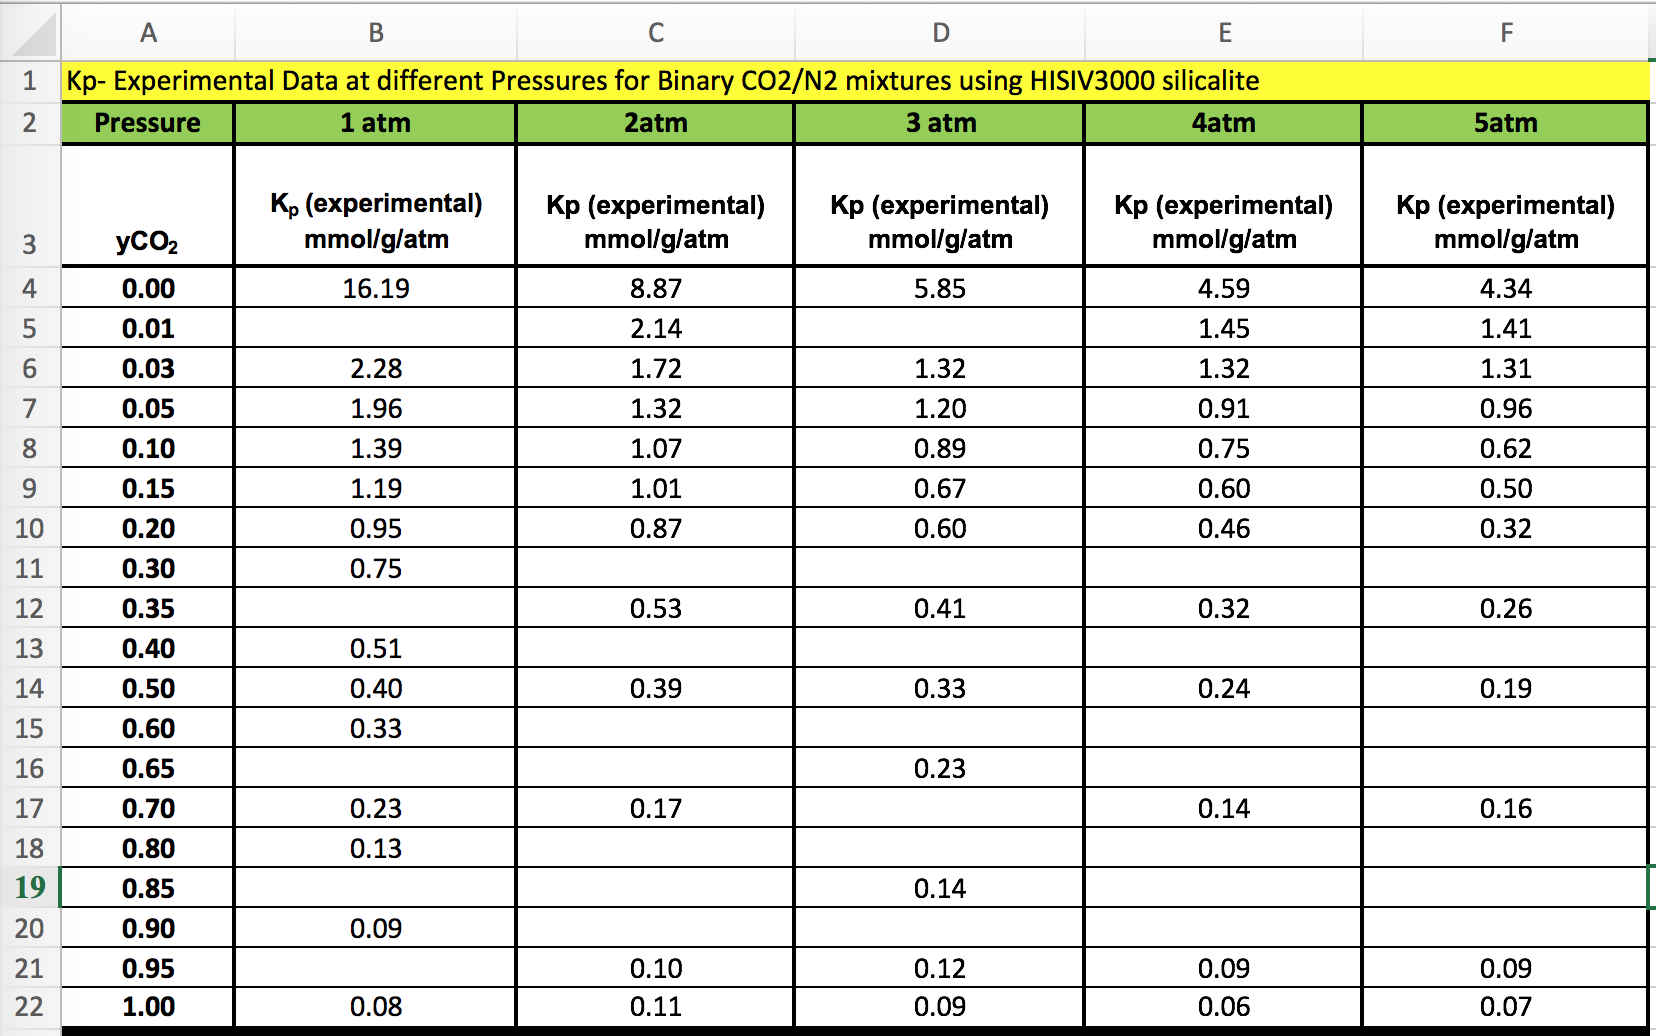 A B C D E F
1 Kp- Experimental Data at different Pressures for Binary CO2/N2 mixtures using HISIV3000 silicalite
2 Pressure 1 atm 2atm 3 atm 4atm 5atm
3 yCO₂ Kₚ (experimental) mmol/g/atm Kp (experimental) mmol/g/atm Kp (experimental) mmol/g/atm Kp (experimental) mmol/g/atm Kp (experimental) mmol/g/atm
4 0.00 16.19 8.87 5.85 4.59 4.34
5 0.01 2.14 1.45 1.41
6 0.03 2.28 1.72 1.32 1.32 1.31
7 0.05 1.96 1.32 1.20 0.91 0.96
8 0.10 1.39 1.07 0.89 0.75 0.62
9 0.15 1.19 1.01 0.67 0.60 0.50
10 0.20 0.95 0.87 0.60 0.46 0.32
11 0.30 0.75
12 0.35 0.53 0.41 0.32 0.26
13 0.40 0.51
14 0.50 0.40 0.39 0.33 0.24 0.19
15 0.60 0.33
16 0.65 0.23
17 0.70 0.23 0.17 0.14 0.16
18 0.80 0.13
19 0.85 0.14
20 0.90 0.09
21 0.95 0.10 0.12 0.09 0.09
22 1.00 0.08 0.11 0.09 0.06 0.07